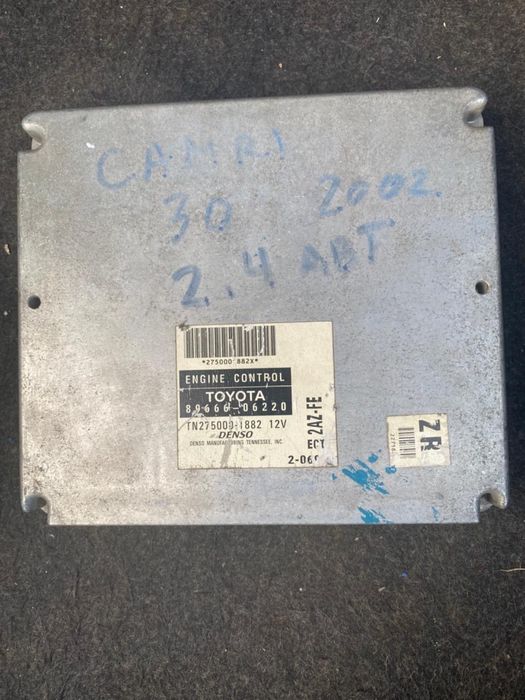 CAMRI
30 2002.
2.4 АВТ
*275000 882X*
ENGINE CONTROL
TOYOTA
89666-06220
TN275000-1882 12V
DENSO
DENSO MANUFACTURING TENNESSEE, INC.
2AZ-FE
ECT
ZR